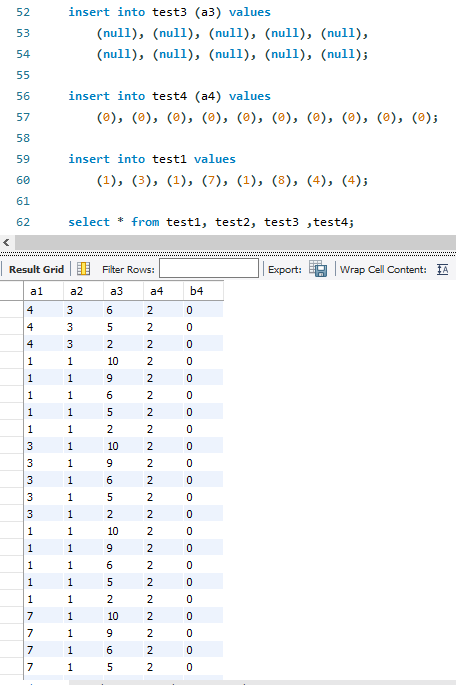 52 insert into test3 (a3) values
53 (null), (null), (null), (null), (null),
54 (null), (null), (null), (null), (null);
55
56 insert into test4 (a4) values
57 (0), (0), (0), (0), (0), (0), (0), (0), (0), (0);
58
59 insert into test1 values
60 (1), (3), (1), (7), (1), (8), (4), (4);
61
62 select * from test1, test2, test3 ,test4;
Result Grid Filter Rows: Export: Wrap Cell Content:
a1 a2 a3 a4 b4
4 3 6 2 0
4 3 5 2 0
4 3 2 2 0
1 1 10 2 0
1 1 9 2 0
1 1 6 2 0
1 1 5 2 0
1 1 2 2 0
3 1 10 2 0
3 1 9 2 0
3 1 6 2 0
3 1 5 2 0
3 1 2 2 0
1 1 10 2 0
1 1 9 2 0
1 1 6 2 0
1 1 5 2 0
1 1 2 2 0
7 1 10 2 0
7 1 9 2 0
7 1 6 2 0
7 1 5 2 0